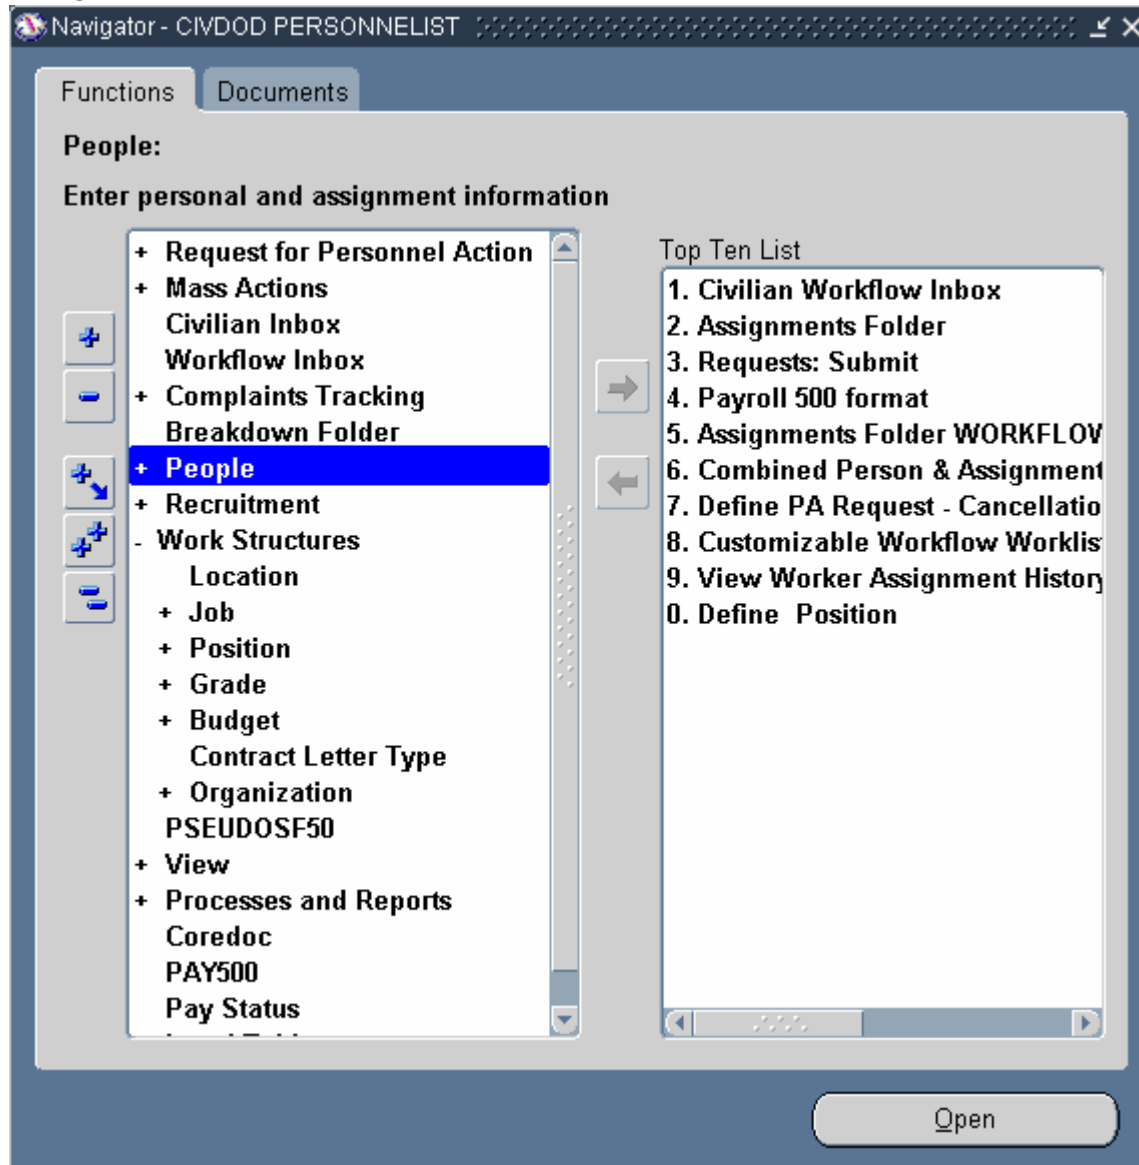 Navigator - CIVDOD PERSONNELIST
Functions
Documents
People:
Enter personal and assignment information
+ Request for Personnel Action
+ Mass Actions
Civilian Inbox
Workflow Inbox
+ Complaints Tracking
Breakdown Folder
+ People
+ Recruitment
- Work Structures
Location
+ Job
+ Position
+ Grade
+ Budget
Contract Letter Type
+ Organization
PSEUDOSF50
+ View
+ Processes and Reports
Coredoc
PAY500
Pay Status
Top Ten List
1. Civilian Workflow Inbox
2. Assignments Folder
3. Requests: Submit
4. Payroll 500 format
5. Assignments Folder WORKFLOW
6. Combined Person & Assignment
7. Define PA Request - Cancellatio
8. Customizable Workflow Worklis
9. View Worker Assignment History
0. Define Position
Open